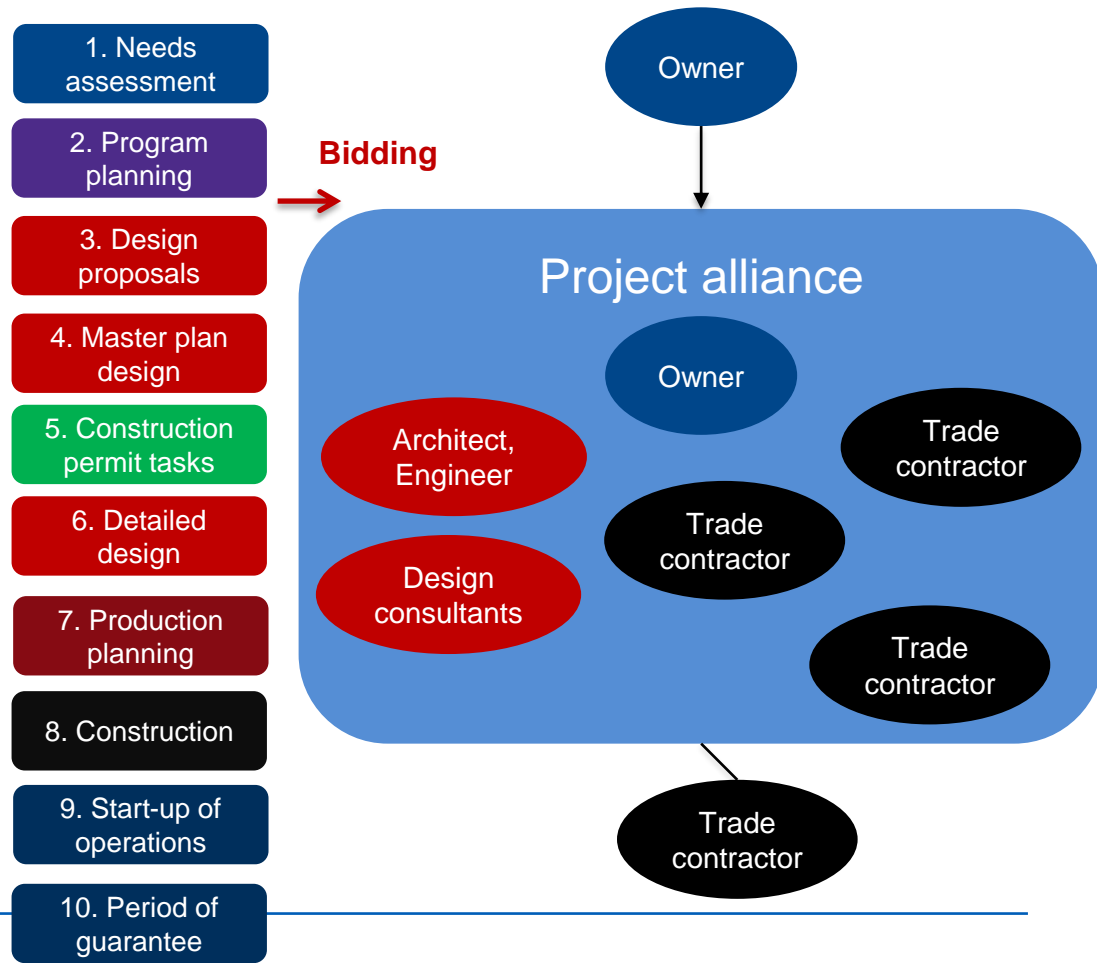 1. Needs
assessment
2. Program
planning
3. Design
proposals
4. Master plan
design
5. Construction
permit tasks
6. Detailed
design
7. Production
planning
8. Construction
9. Start-up of
operations
10. Period of
guarantee
Bidding
Owner
Project alliance
Owner
Architect,
Engineer
Design
consultants
Trade
contractor
Trade
contractor
Trade
contractor
Trade
contractor